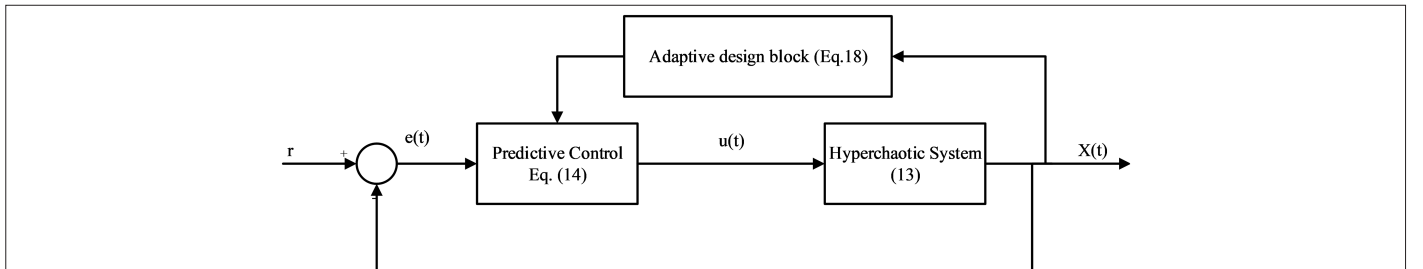 Adaptive design block (Eq.18)
r
+
-
e(t)
Predictive Control
Eq. (14)
u(t)
Hyperchaotic System
(13)
X(t)